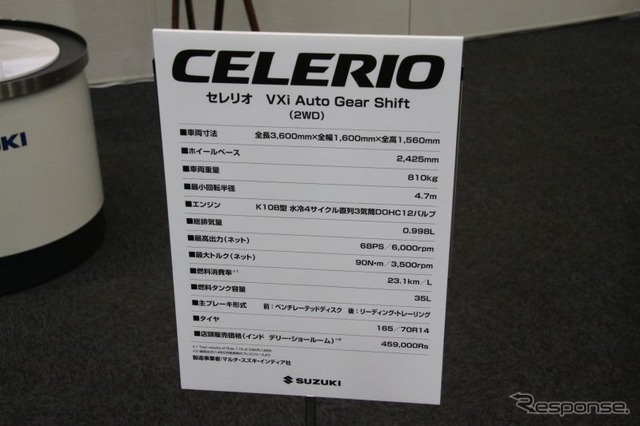 CELERIO
セレリオ VXi Auto Gear Shift
(2WD)
■車両寸法 全長3,600mm×全幅1,600mm×全高1,560mm
■ホイールベース 2,425mm
■車両重量 810kg
■最小回転半径 4.7m
■エンジン K10B型 水冷4サイクル直列3気筒DOHC12バルブ
■総排気量 0.998L
■最高出力(ネット) 68PS/6,000rpm
■最大トルク(ネット) 90N・m/3,500rpm
■燃料消費率※1 23.1km/L
■燃料タンク容量 35L
■主ブレーキ形式 前：ベンチレーテッドディスク 後：リーディング・トレーリング
■タイヤ 165/70R14
■店頭販売価格(インド デリー・ショールーム)※2 459,000Rs
製造事業者:マルチ・スズキ・インディア社
SUZUKI
UKI
Response.